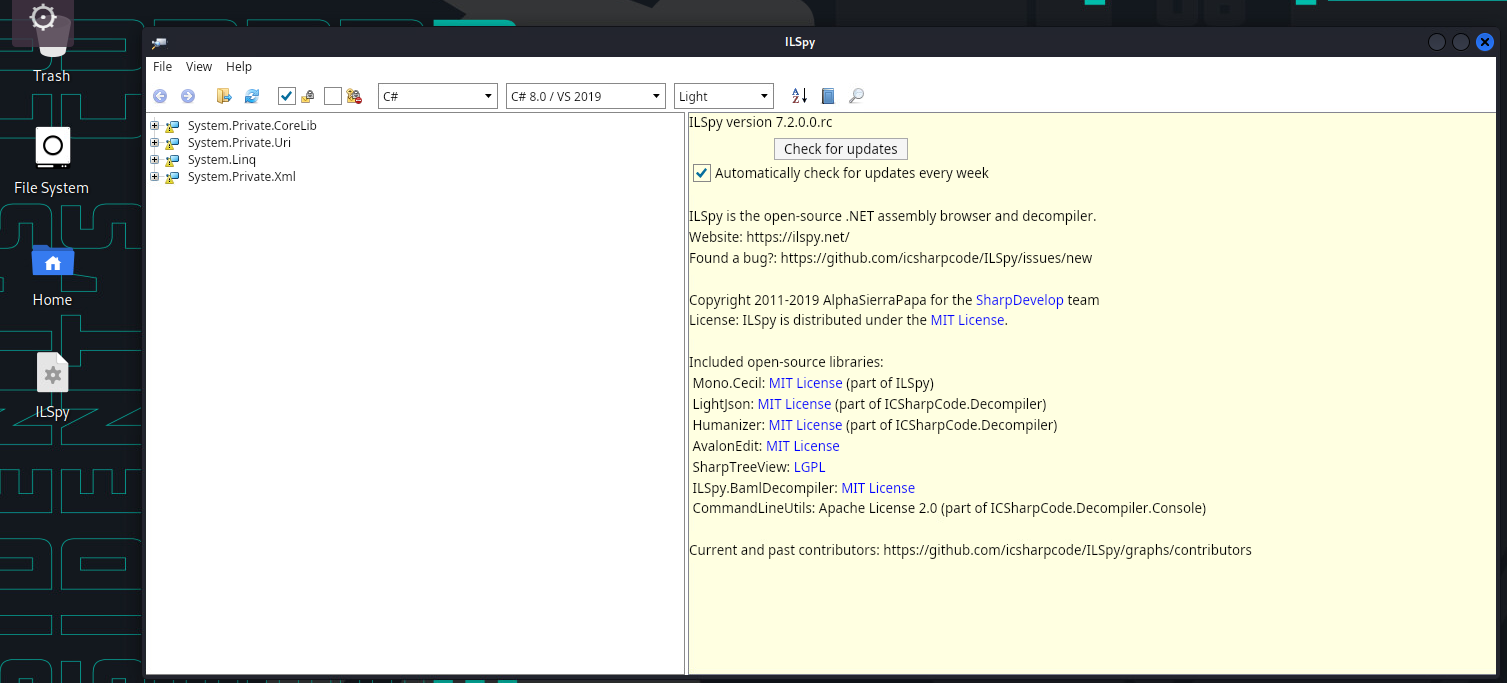 Trash
File System
Home
ILSpy
ILSpy
File View Help
C# C# 8.0 / VS 2019 Light
System.Private.CoreLib
System.Private.Uri
System.Linq
System.Private.Xml
ILSpy version 7.2.0.0.rc
Check for updates
Automatically check for updates every week
ILSpy is the open-source .NET assembly browser and decompiler.
Website: https://ilspy.net/
Found a bug?: https://github.com/icsharpcode/ILSpy/issues/new
Copyright 2011-2019 AlphaSierraPapa for the SharpDevelop team
License: ILSpy is distributed under the MIT License.
Included open-source libraries:
Mono.Cecil: MIT License (part of ILSpy)
LightJson: MIT License (part of ICSharpCode.Decompiler)
Humanizer: MIT License (part of ICSharpCode.Decompiler)
AvalonEdit: MIT License
SharpTreeView: LGPL
ILSpy.BamlDecompiler: MIT License
CommandLineUtils: Apache License 2.0 (part of ICSharpCode.Decompiler.Console)
Current and past contributors: https://github.com/icsharpcode/ILSpy/graphs/contributors